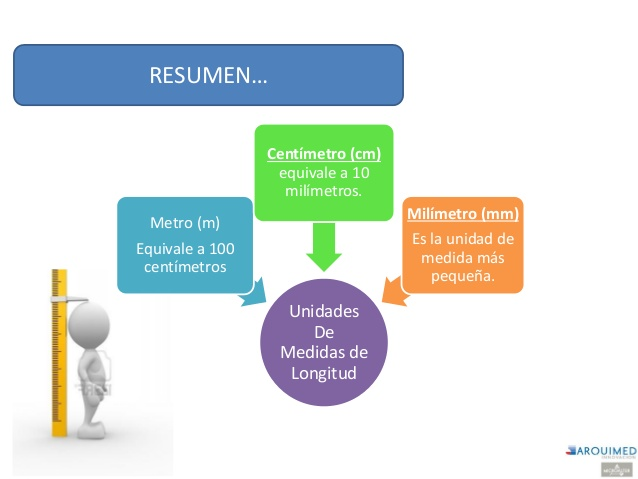 RESUMEN...
Centímetro (cm)
equivale a 10
milímetros.
Metro (m)
Equivale a 100
centímetros
Milímetro (mm)
Es la unidad de
medida más
pequeña.
Unidades
De
Medidas de
Longitud
ARQUIMED